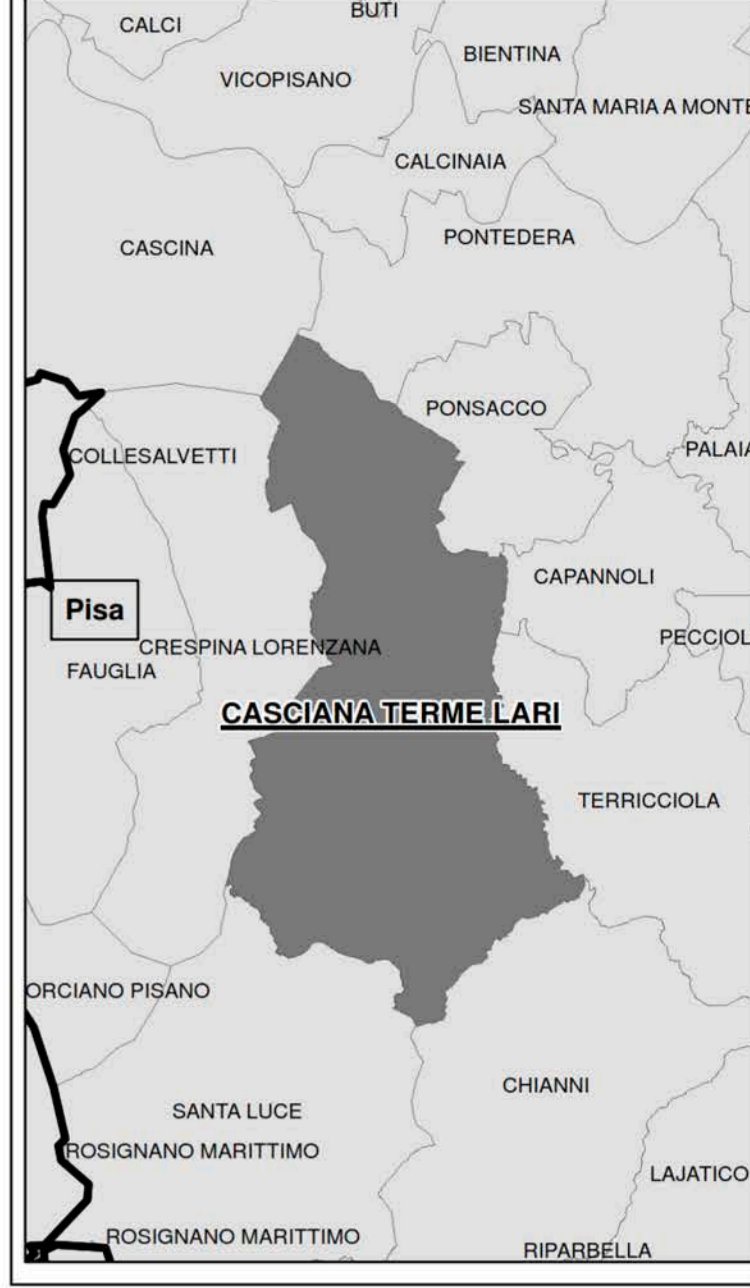 BUTI
CALCI
BIENTINA
VICOPISANO
SANTA MARIA A MONTE
CALCINAIA
PONTEDERA
CASCINA
PONSACCO
PALAIA
COLLESALVETTI
CAPANNOLI
Pisa
PECCIOL
CRESPINA LORENZANA
FAUGLIA
CASCIANA TERME LARI
TERRICCIOLA
ORCIANO PISANO
CHIANNI
SANTA LUCE
ROSIGNANO MARITTIMO
LAJATICO
ROSIGNANO MARITTIMO
RIPARBELLA